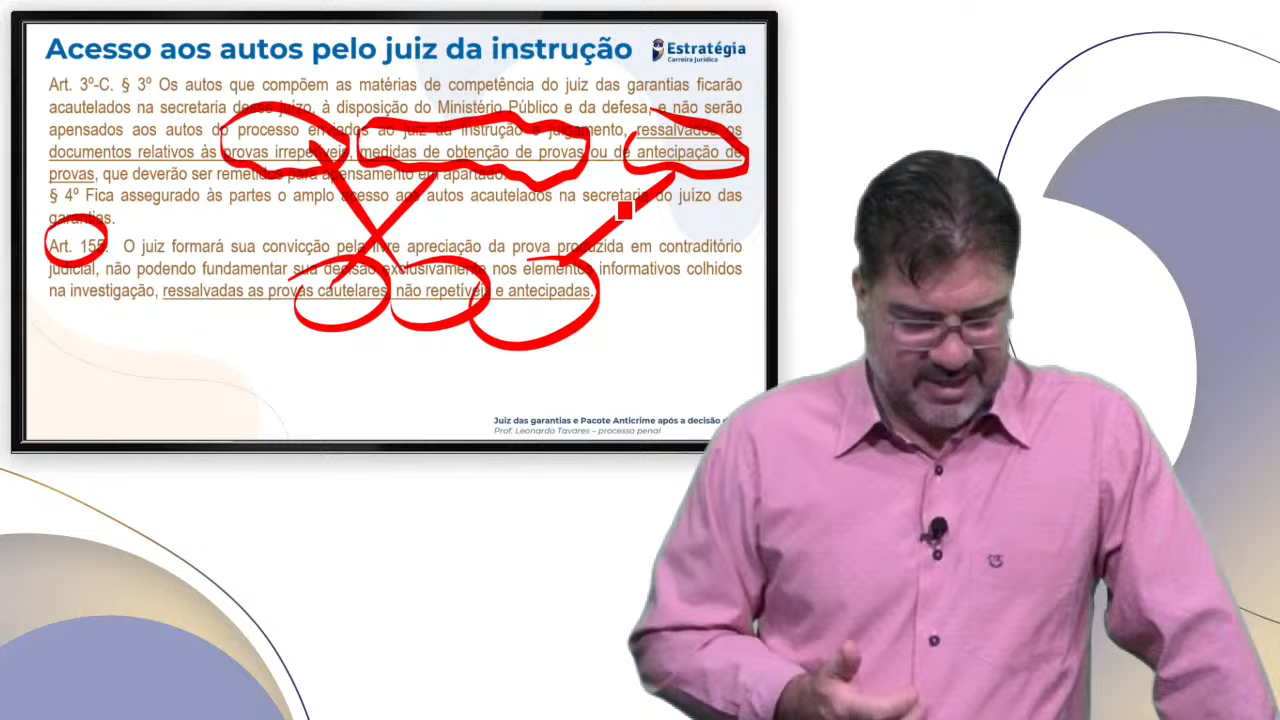 Acesso aos autos pelo juiz da instrução
Estratégia
Carreira Jurídica
Art. 3º-C. § 3º Os autos que compõem as matérias de competência do juiz das garantias ficarão
acautelados na secretaria desse juízo, à disposição do Ministério Público e da defesa, e não serão
apensados aos autos do processo enviados ao juiz da instrução e julgamento, ressalvados os
documentos relativos às provas irrepetíveis, medidas de obtenção de provas ou de antecipação de
provas, que deverão ser remetidos para apensamento em apartado.
§ 4º Fica assegurado às partes o amplo acesso aos autos acautelados na secretaria do juízo das
garantias.
Art. 155. O juiz formará sua convicção pela livre apreciação da prova produzida em contraditório
judicial, não podendo fundamentar sua decisão exclusivamente nos elementos informativos colhidos
na investigação, ressalvadas as provas cautelares, não repetíveis e antecipadas.
Juiz das garantias e Pacote Anticrime após a decisão
Prof. Leonardo Tavares – processo penal